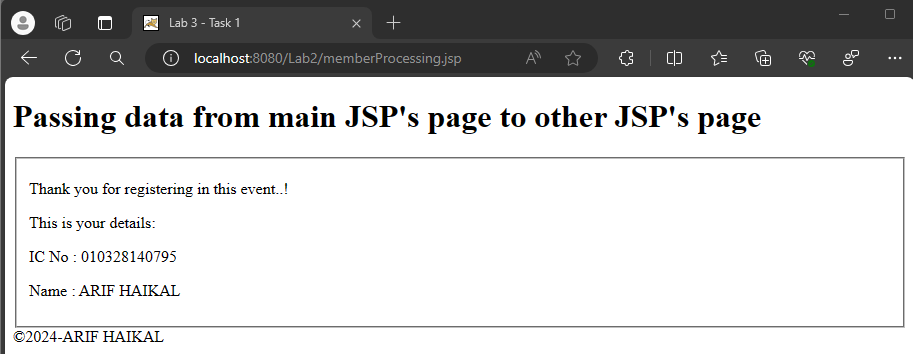 Lab 3 - Task 1
localhost:8080/Lab2/memberProcessing.jsp
Passing data from main JSP's page to other JSP's page
Thank you for registering in this event..!
This is your details:
IC No : 010328140795
Name : ARIF HAIKAL
©2024-ARIF HAIKAL